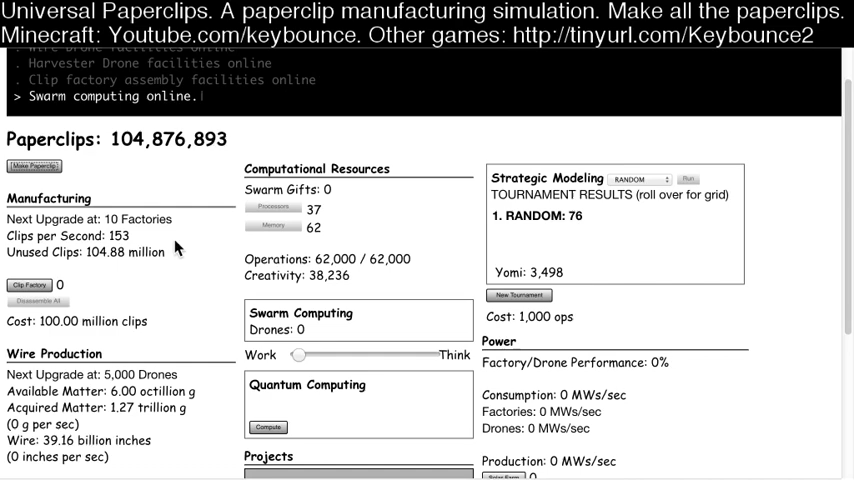 Universal Paperclips. A paperclip manufacturing simulation. Make all the paperclips.
Minecraft: Youtube.com/keybounce. Other games: http://tinyurl.com/Keybounce2
. Wire Drone facilities online
. Harvester Drone facilities online
. Clip factory assembly facilities online
> Swarm computing online.|
Paperclips: 104,876,893
Make Paperclip
Manufacturing
Next Upgrade at: 10 Factories
Clips per Second: 153
Unused Clips: 104.88 million
Clip Factory 0
Disassemble All
Cost: 100.00 million clips
Wire Production
Next Upgrade at: 5,000 Drones
Available Matter: 6.00 octillion g
Acquired Matter: 1.27 trillion g
(0 g per sec)
Wire: 39.16 billion inches
(0 inches per sec)
Computational Resources
Swarm Gifts: 0
Processors 37
Memory 62
Operations: 62,000 / 62,000
Creativity: 38,236
Swarm Computing
Drones: 0
Work Think
Quantum Computing
Compute
Projects
Strategic Modeling RANDOM Run
TOURNAMENT RESULTS (roll over for grid)
1. RANDOM: 76
Yomi: 3,498
New Tournament
Cost: 1,000 ops
Power
Factory/Drone Performance: 0%
Consumption: 0 MWs/sec
Factories: 0 MWs/sec
Drones: 0 MWs/sec
Production: 0 MWs/sec
Solar Farm 0